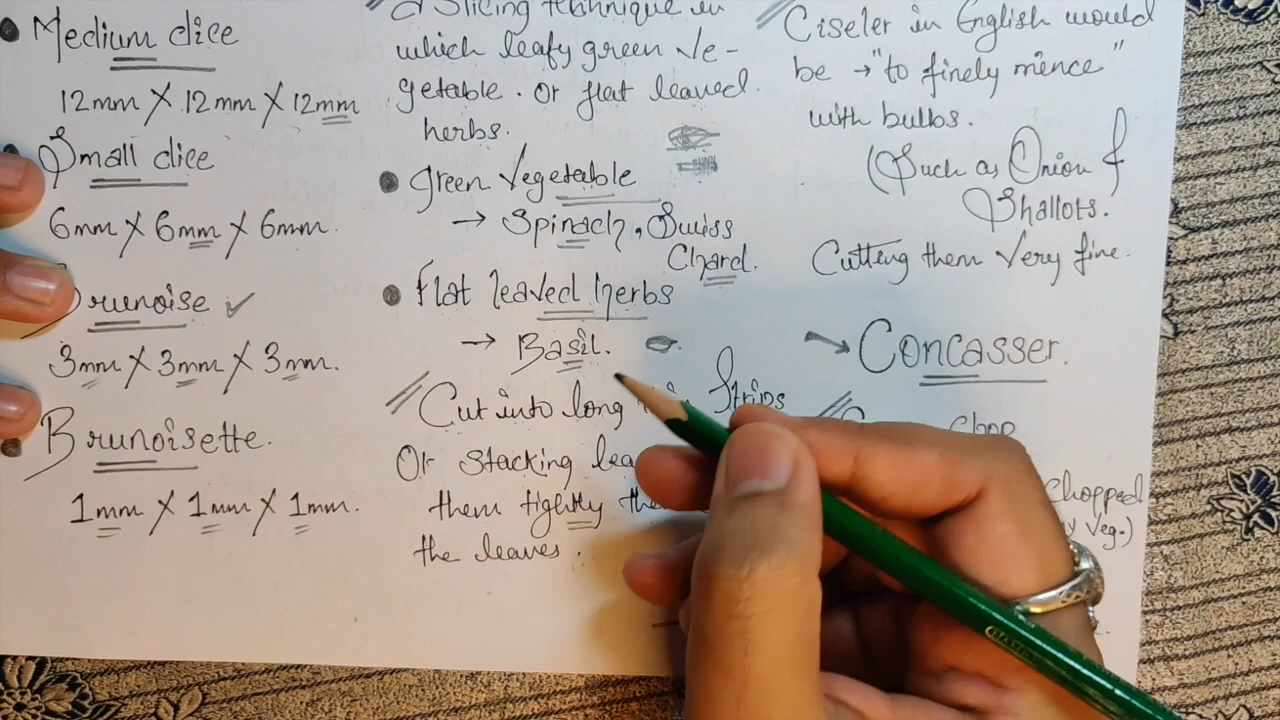 Medium dice
12mm X 12mm X 12mm
Small dice
6mm X 6mm X 6mm.
Brunoise ✓
3mm X 3mm X 3mm.
Brunoisette.
1mm X 1mm X 1mm.
a Slicing technique in
which leafy green Ve-
getable. Or flat leaved.
herbs.
Green Vegetable
→ Spinach, Swiss
Chard.
Flat leaved herbs
→ Basil.
Cut into long Strips
Or Stacking
them tightly
the leaves.
Ciseler in English would
be → "to finely mince"
with bulbs.
(Such as Onion &
Shallots.
Cutting them Very fine.
→ Concasser.
Chop
Chopped
Veg.)